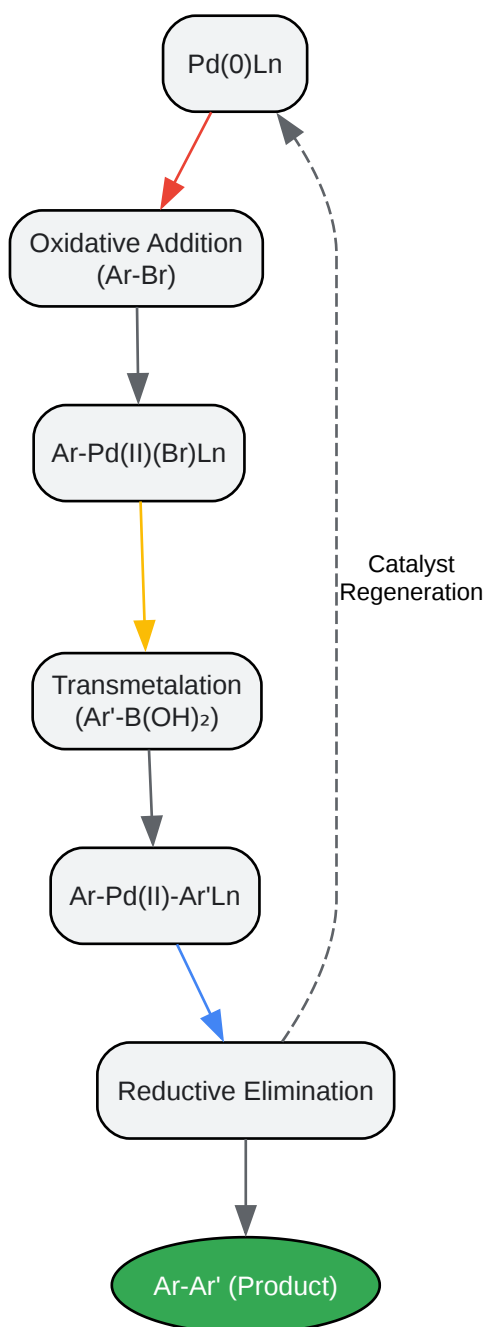 Pd(0)Ln
Oxidative Addition
(Ar-Br)
Ar-Pd(II)(Br)Ln
Catalyst
Regeneration
Transmetalation
(Ar'-B(OH)₂)
Ar-Pd(II)-Ar'Ln
Reductive Elimination
Ar-Ar' (Product)